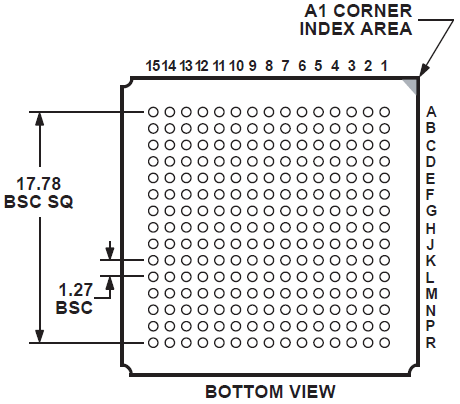 A1 CORNER
INDEX AREA
15 14 13 12 11 10 9 8 7 6 5 4 3 2 1
A
B
C
D
E
F
G
H
J
K
L
M
N
P
R
17.78
BSC SQ
1.27
BSC
BOTTOM VIEW